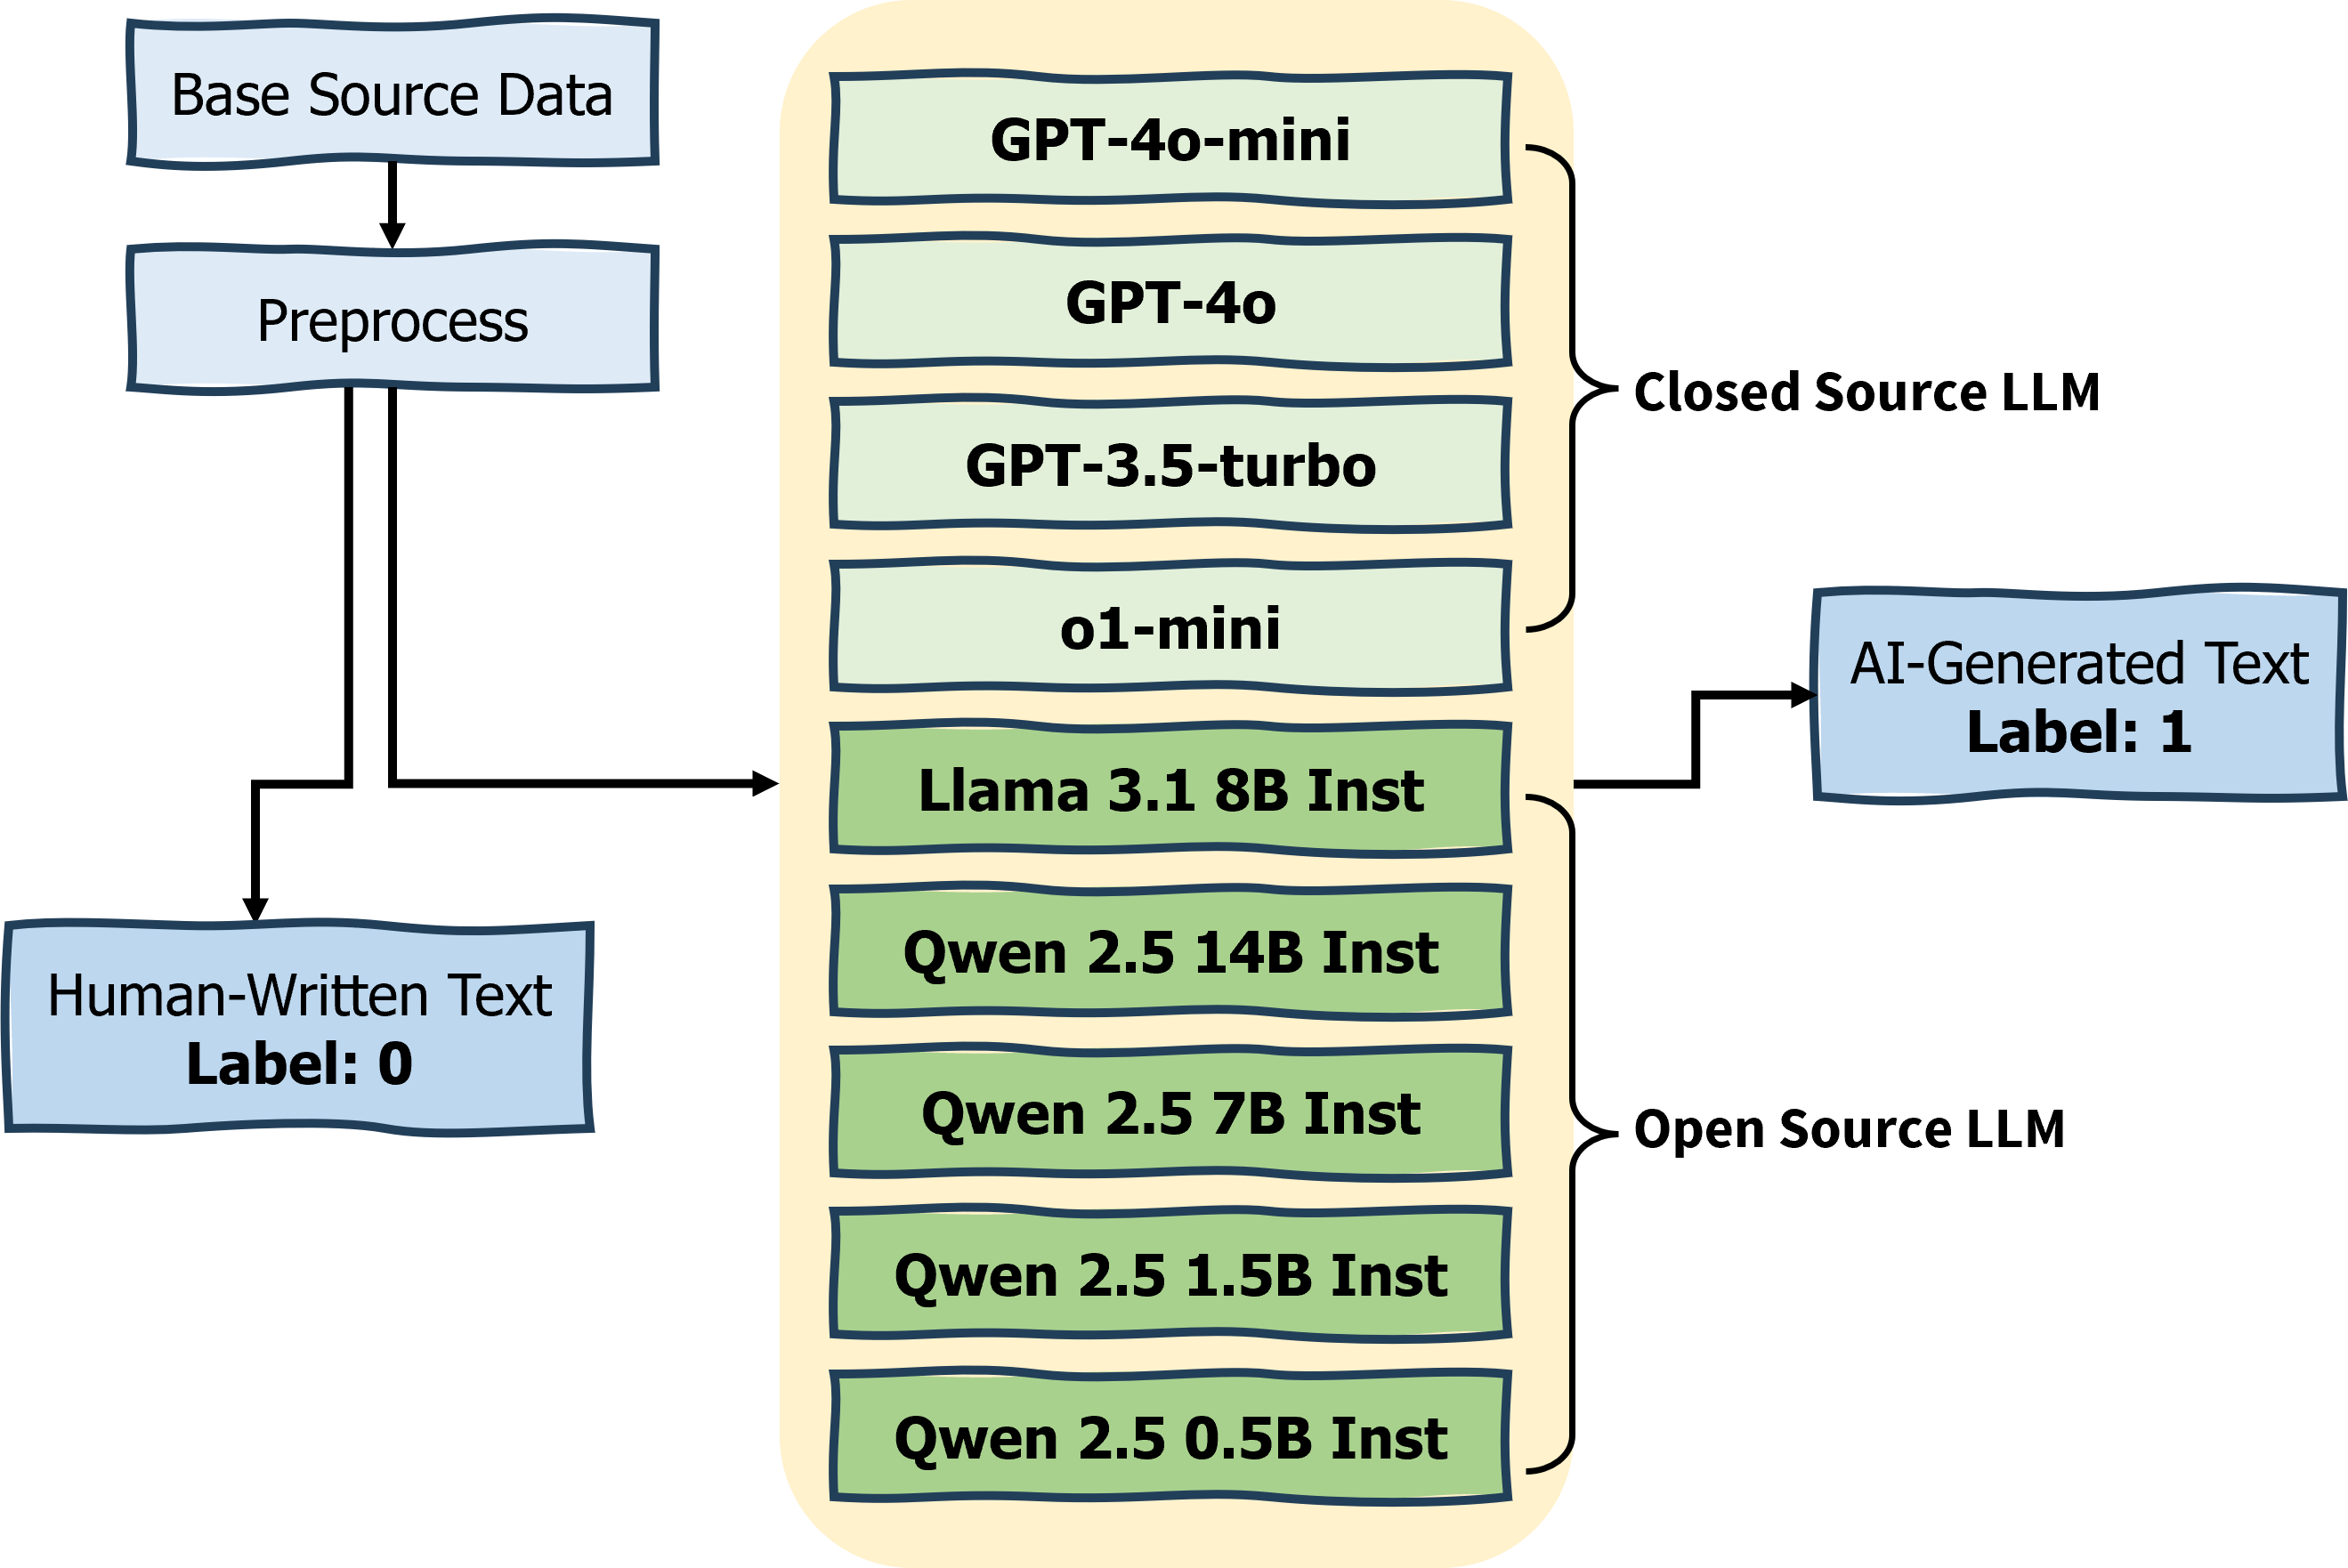 Base Source Data
Preprocess
Human-Written Text
Label: 0
GPT-4o-mini
GPT-4o
GPT-3.5-turbo
o1-mini
Llama 3.1 8B Inst
Qwen 2.5 14B Inst
Qwen 2.5 7B Inst
Qwen 2.5 1.5B Inst
Qwen 2.5 0.5B Inst
Closed Source LLM
Open Source LLM
AI-Generated Text
Label: 1